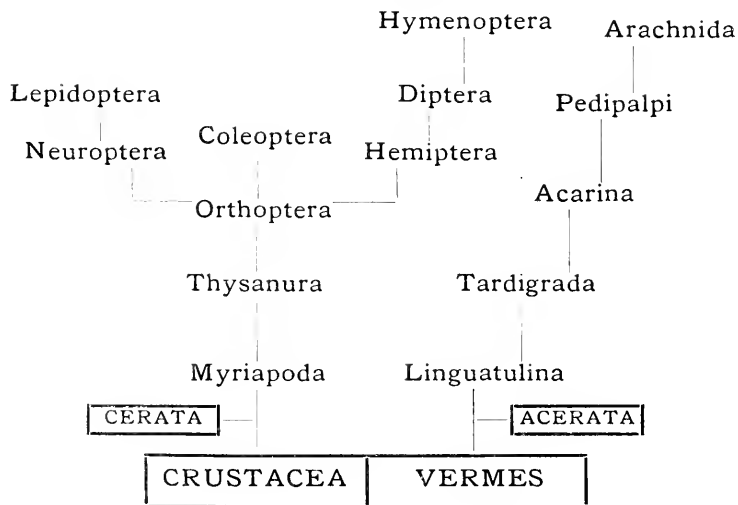 Hymenoptera Arachnida
Lepidoptera Diptera Pedipalpi
Neuroptera Coleoptera Hemiptera
Orthoptera Acarina
Thysanura Tardigrada
Myriapoda Linguatulina
CERATA ACERATA
CRUSTACEA VERMES